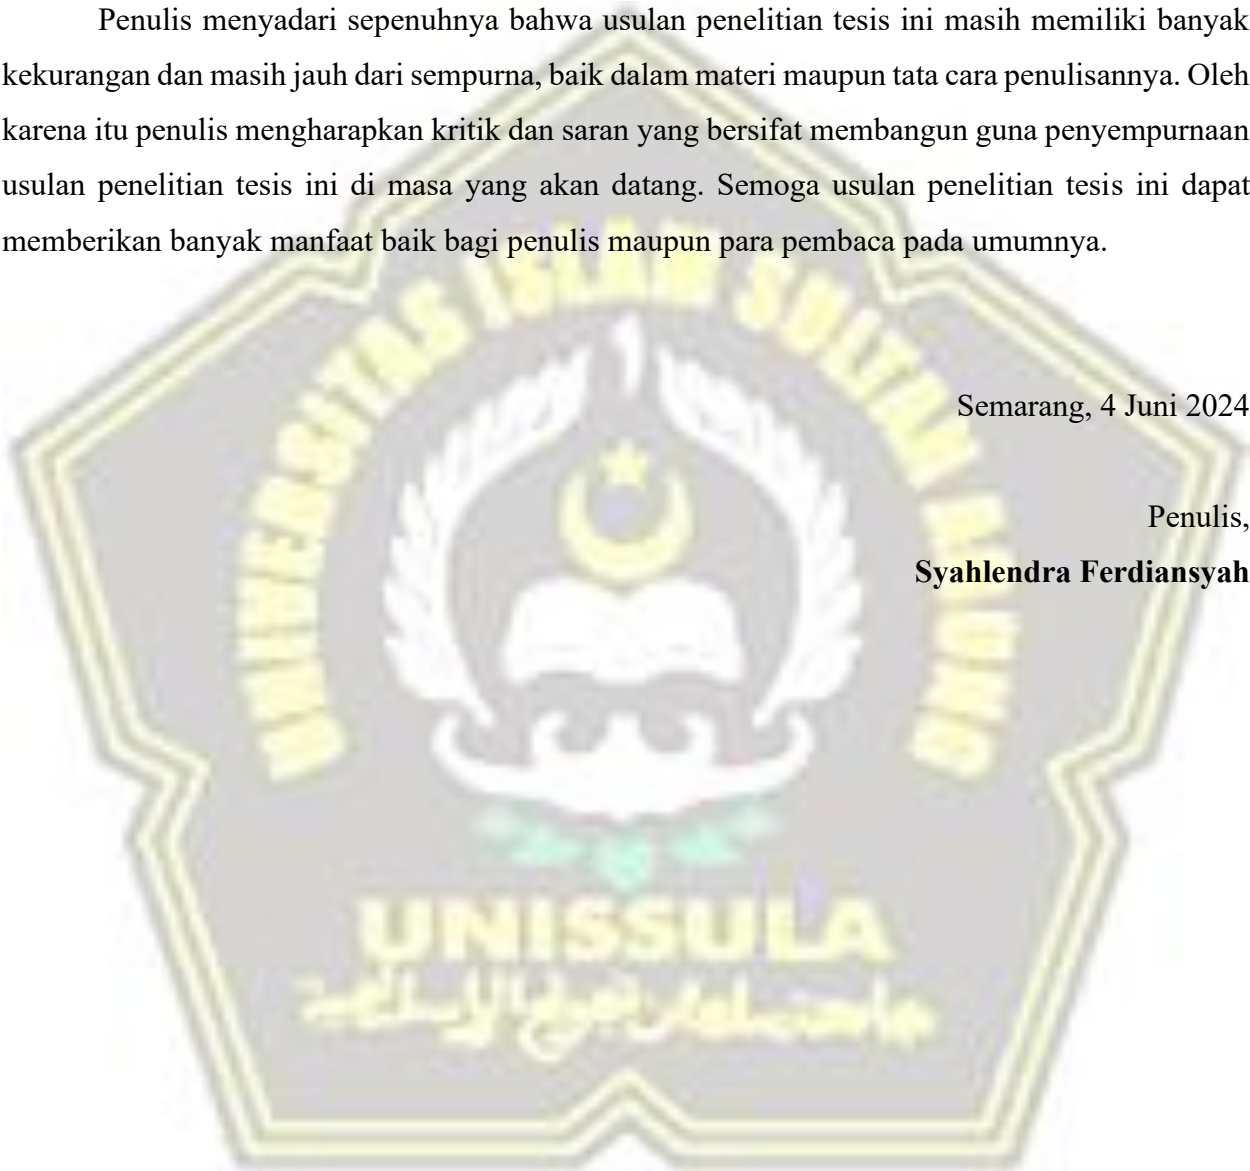 Penulis menyadari sepenuhnya bahwa usulan penelitian tesis ini masih memiliki banyak
kekurangan dan masih jauh dari sempurna, baik dalam materi maupun tata cara penulisannya. Oleh
karena itu penulis mengharapkan kritik dan saran yang bersifat membangun guna penyempurnaan
usulan penelitian tesis ini di masa yang akan datang. Semoga usulan penelitian tesis ini dapat
memberikan banyak manfaat baik bagi penulis maupun para pembaca pada umumnya.
UNIVERSITAS ISLAM SULTAN AGUNG
Semarang, 4 Juni 2024
Penulis,
Syahlendra Ferdiansyah
UNISSULA
جامعنسلطان أجونج الإسلامية